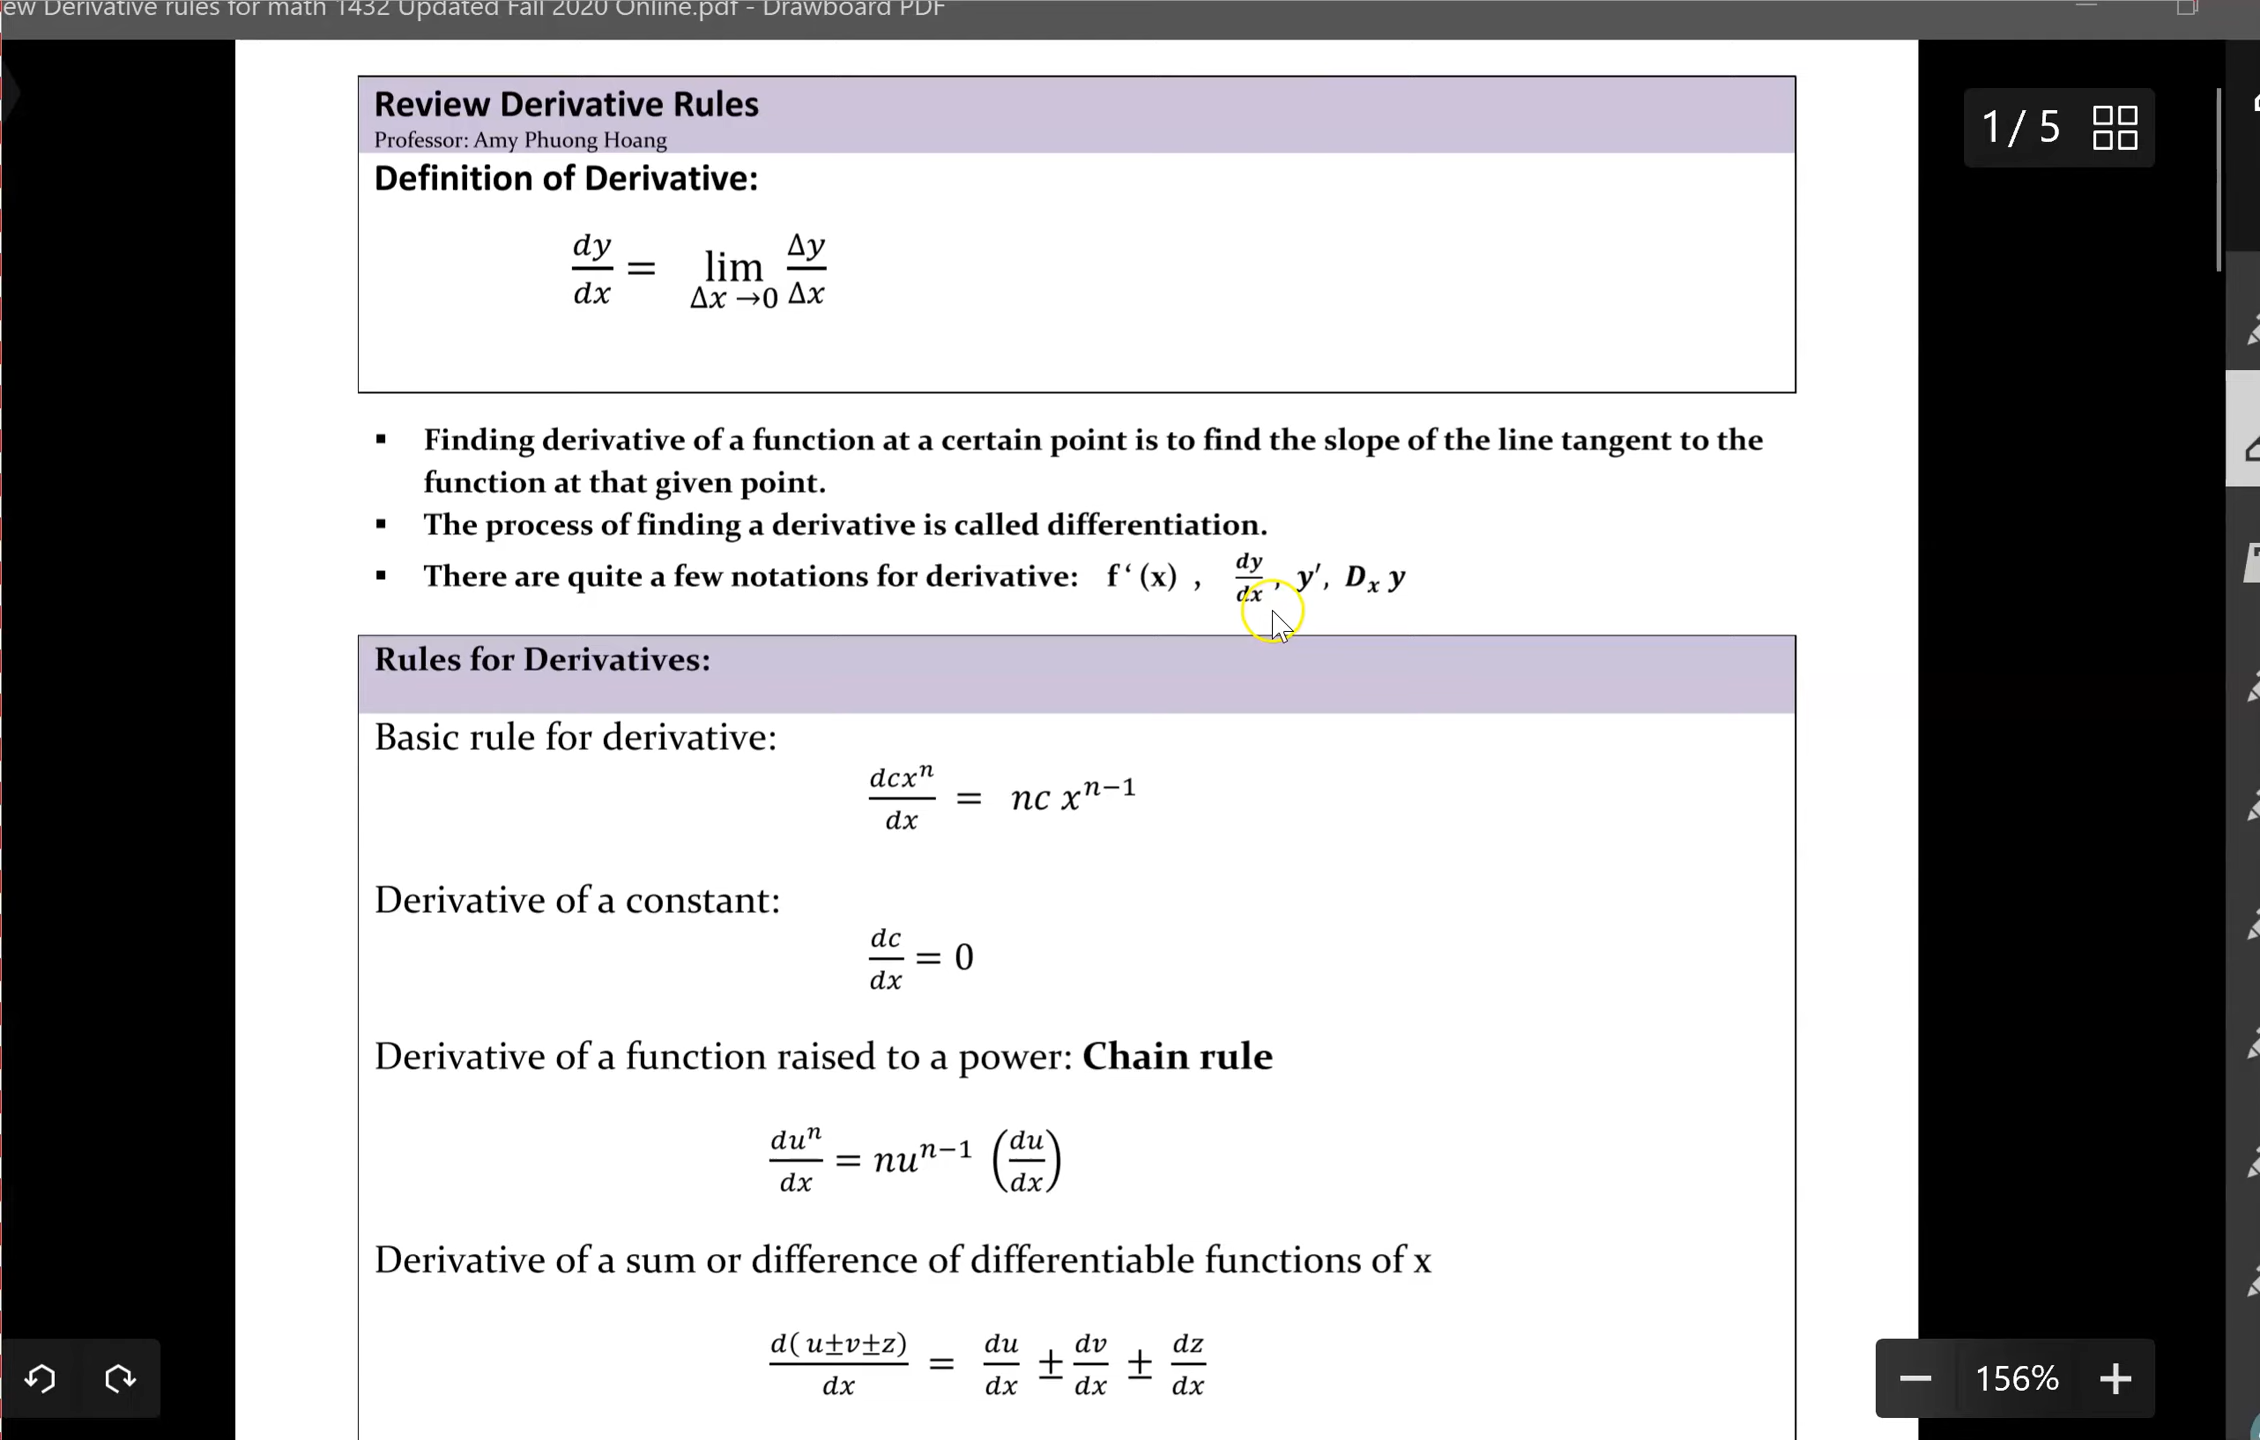 ew Derivative rules for math 1432 Updated Fall 2020 Online.pdf - Drawboard PDF
1 / 5
Review Derivative Rules
Professor: Amy Phuong Hoang
Definition of Derivative:
dy/dx = lim Δx→0 Δy/Δx
▪ Finding derivative of a function at a certain point is to find the slope of the line tangent to the
function at that given point.
▪ The process of finding a derivative is called differentiation.
▪ There are quite a few notations for derivative: f‘(x) , dy/dx, y′, Dₓ y
Rules for Derivatives:
Basic rule for derivative:
dcxⁿ/dx = nc xⁿ⁻¹
Derivative of a constant:
dc/dx = 0
Derivative of a function raised to a power: Chain rule
duⁿ/dx = nuⁿ⁻¹ (du/dx)
Derivative of a sum or difference of differentiable functions of x
d( u±v±z)/dx = du/dx ± dv/dx ± dz/dx
156%